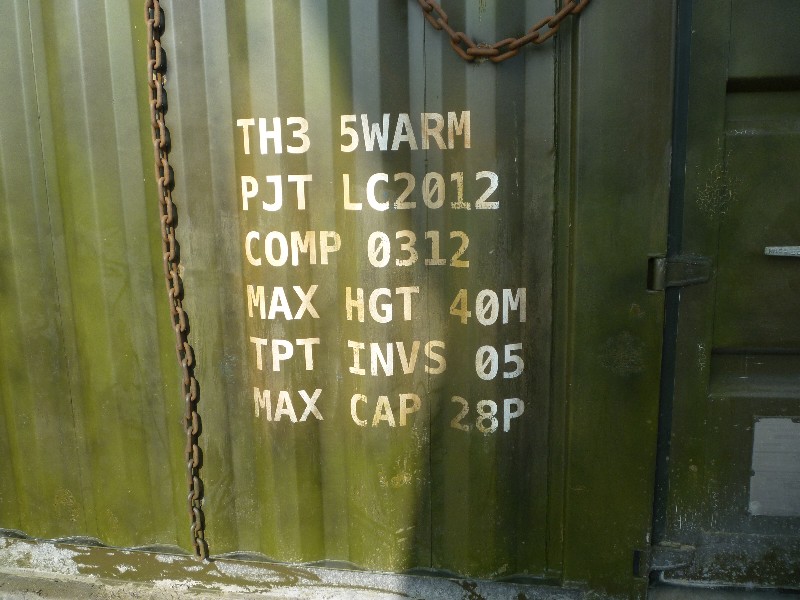 TH3 5WARM
PJT LC2012
COMP 0312
MAX HGT 40M
TPT INVS 05
MAX CAP 28P